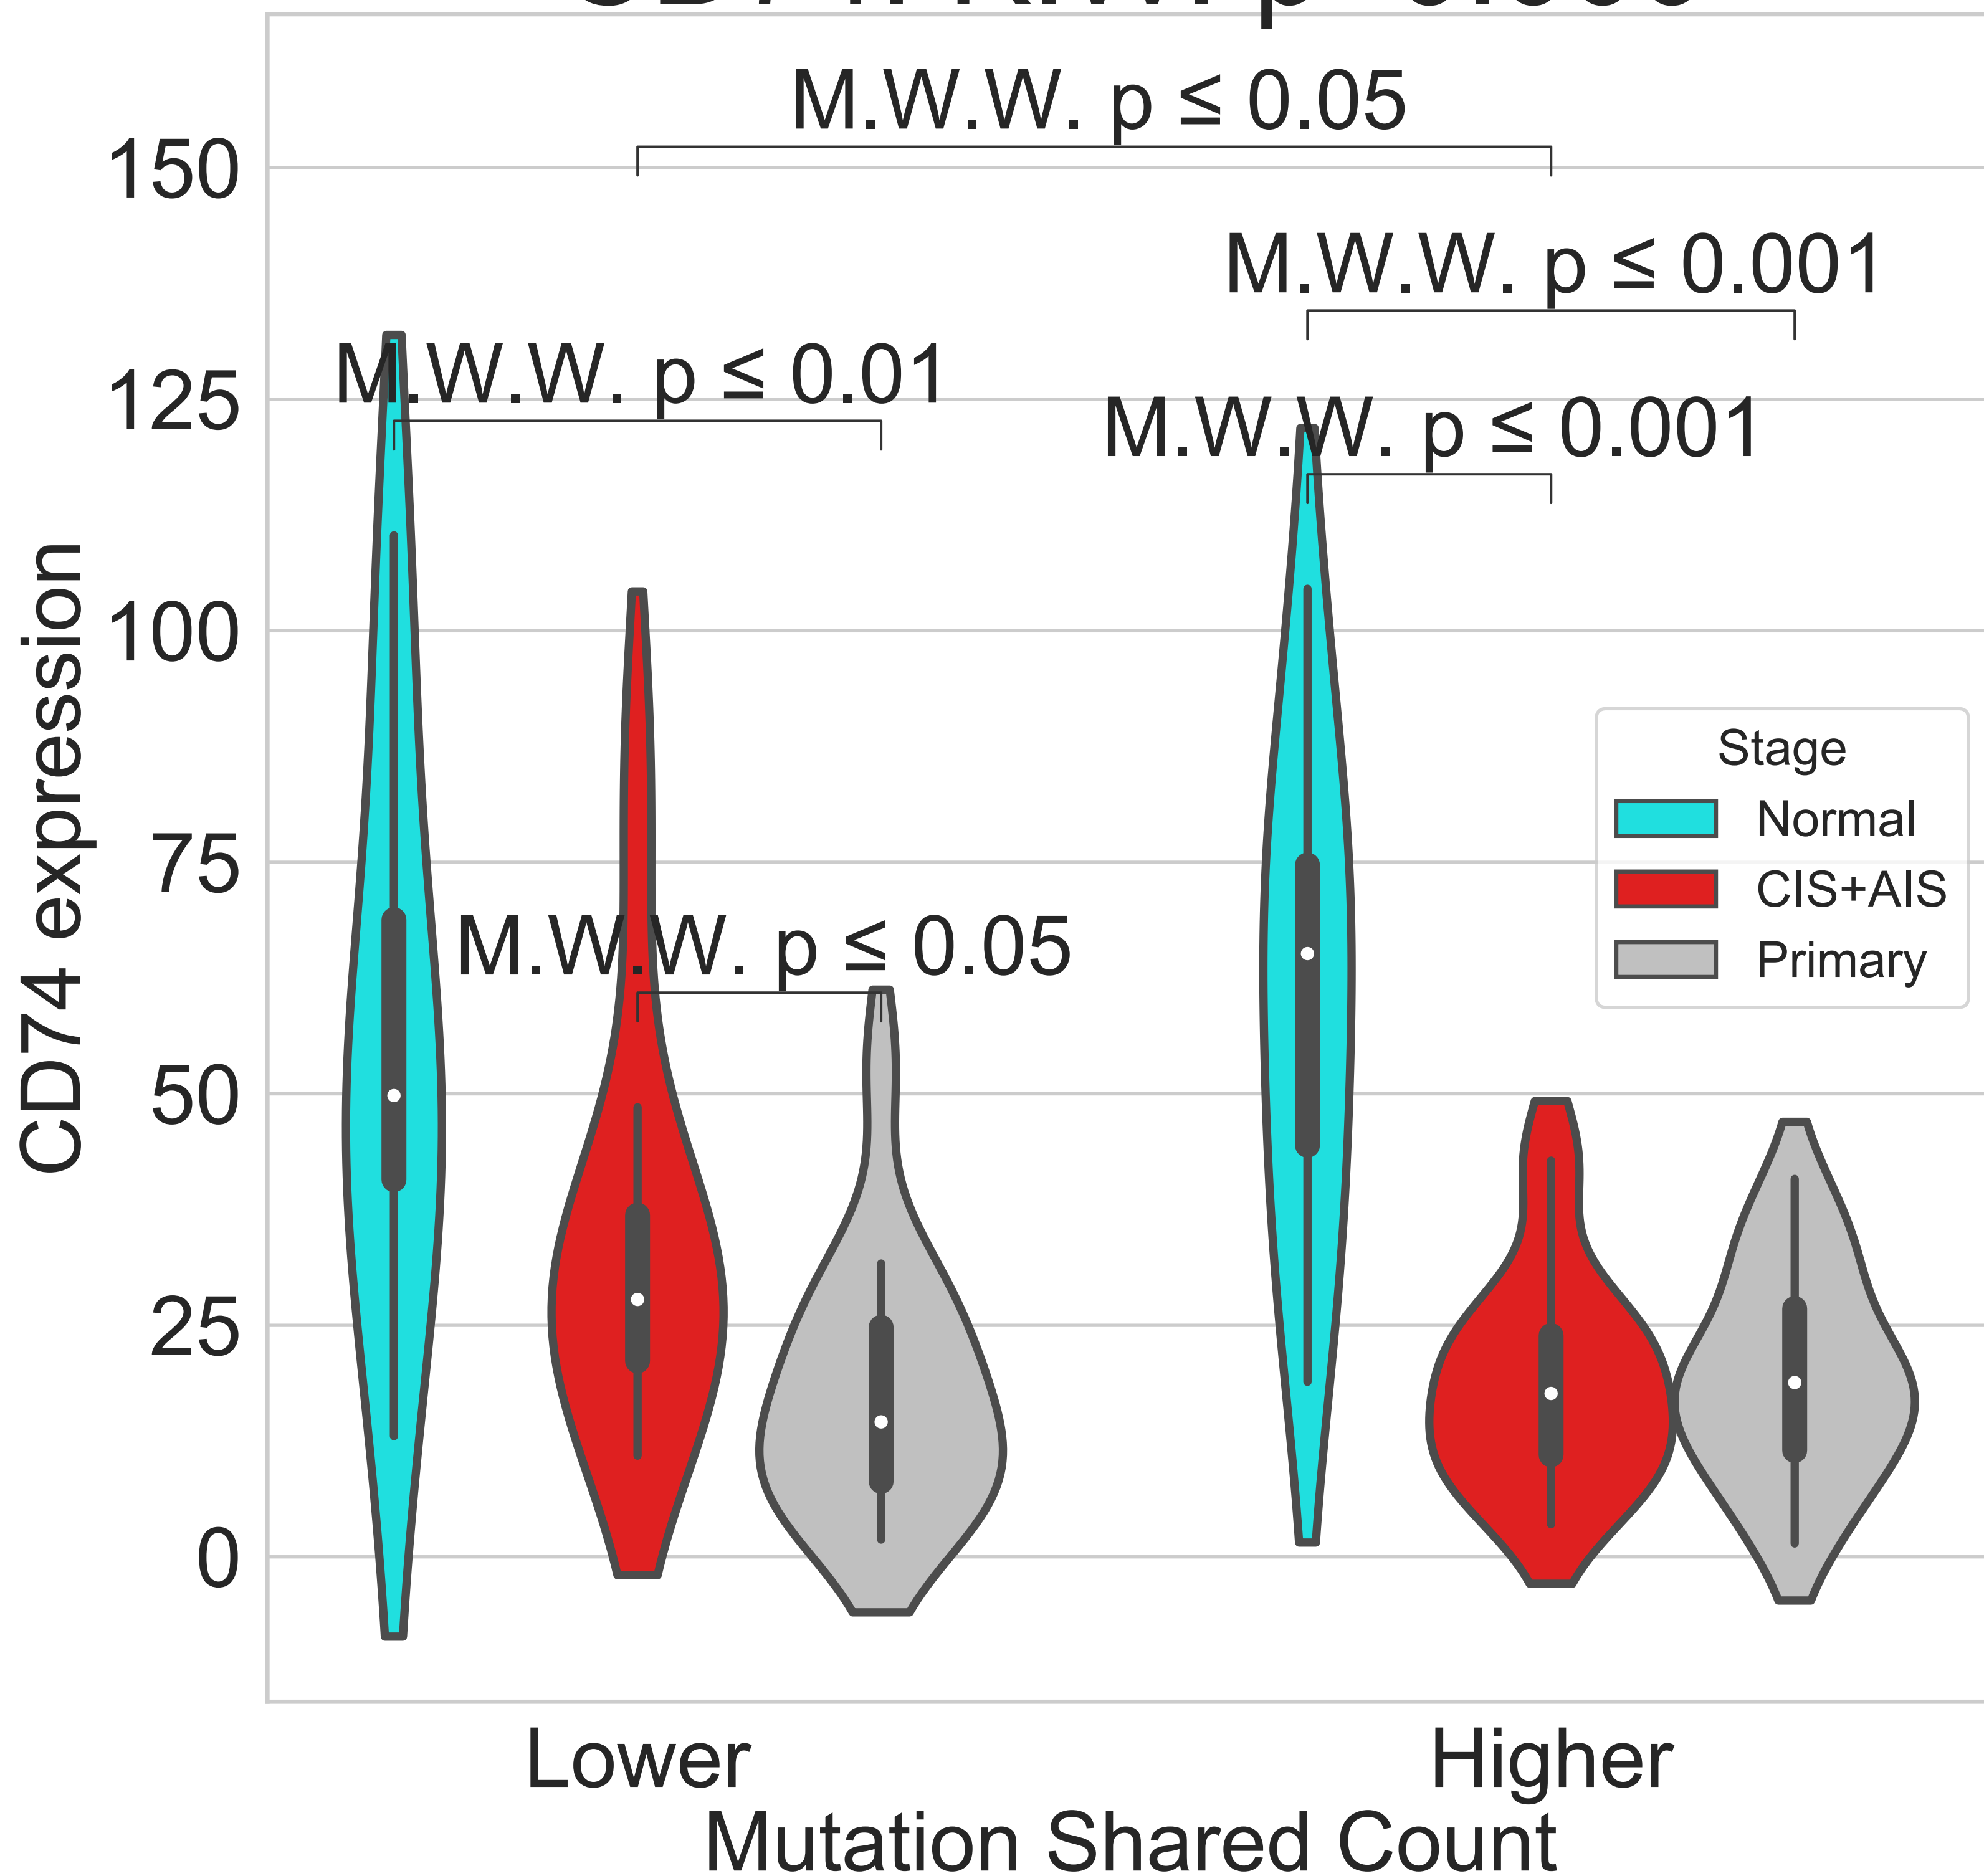 M.W.W. p ≤ 0.05
150
M.W.W. p ≤ 0.001
M.W.W. p ≤ 0.01
125
M.W.W. p ≤ 0.001
100
CD74 expression
Stage
Normal
75
CIS+AIS
M.W.W. p ≤ 0.05
Primary
50
25
0
Lower
Higher
Mutation Shared Count